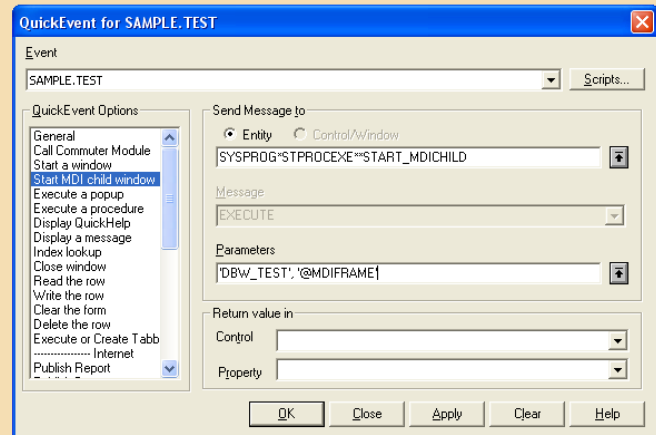 QuickEvent for SAMPLE.TEST
Event
SAMPLE.TEST
Scripts...
QuickEvent Options
General
Call Commuter Module
Start a window
Start MDI child window
Execute a popup
Execute a procedure
Display QuickHelp
Display a message
Index lookup
Close window
Read the row
Write the row
Clear the form
Delete the row
Execute or Create Tabb
---------------- Internet
Publish Report
Send Message to
Entity Control/Window
SYSPROG*STPROCEXE**START_MDICHILD
Message
EXECUTE
Parameters
'DBW_TEST', '@MDIFRAME'
Return value in
Control
Property
OK Close Apply Clear Help